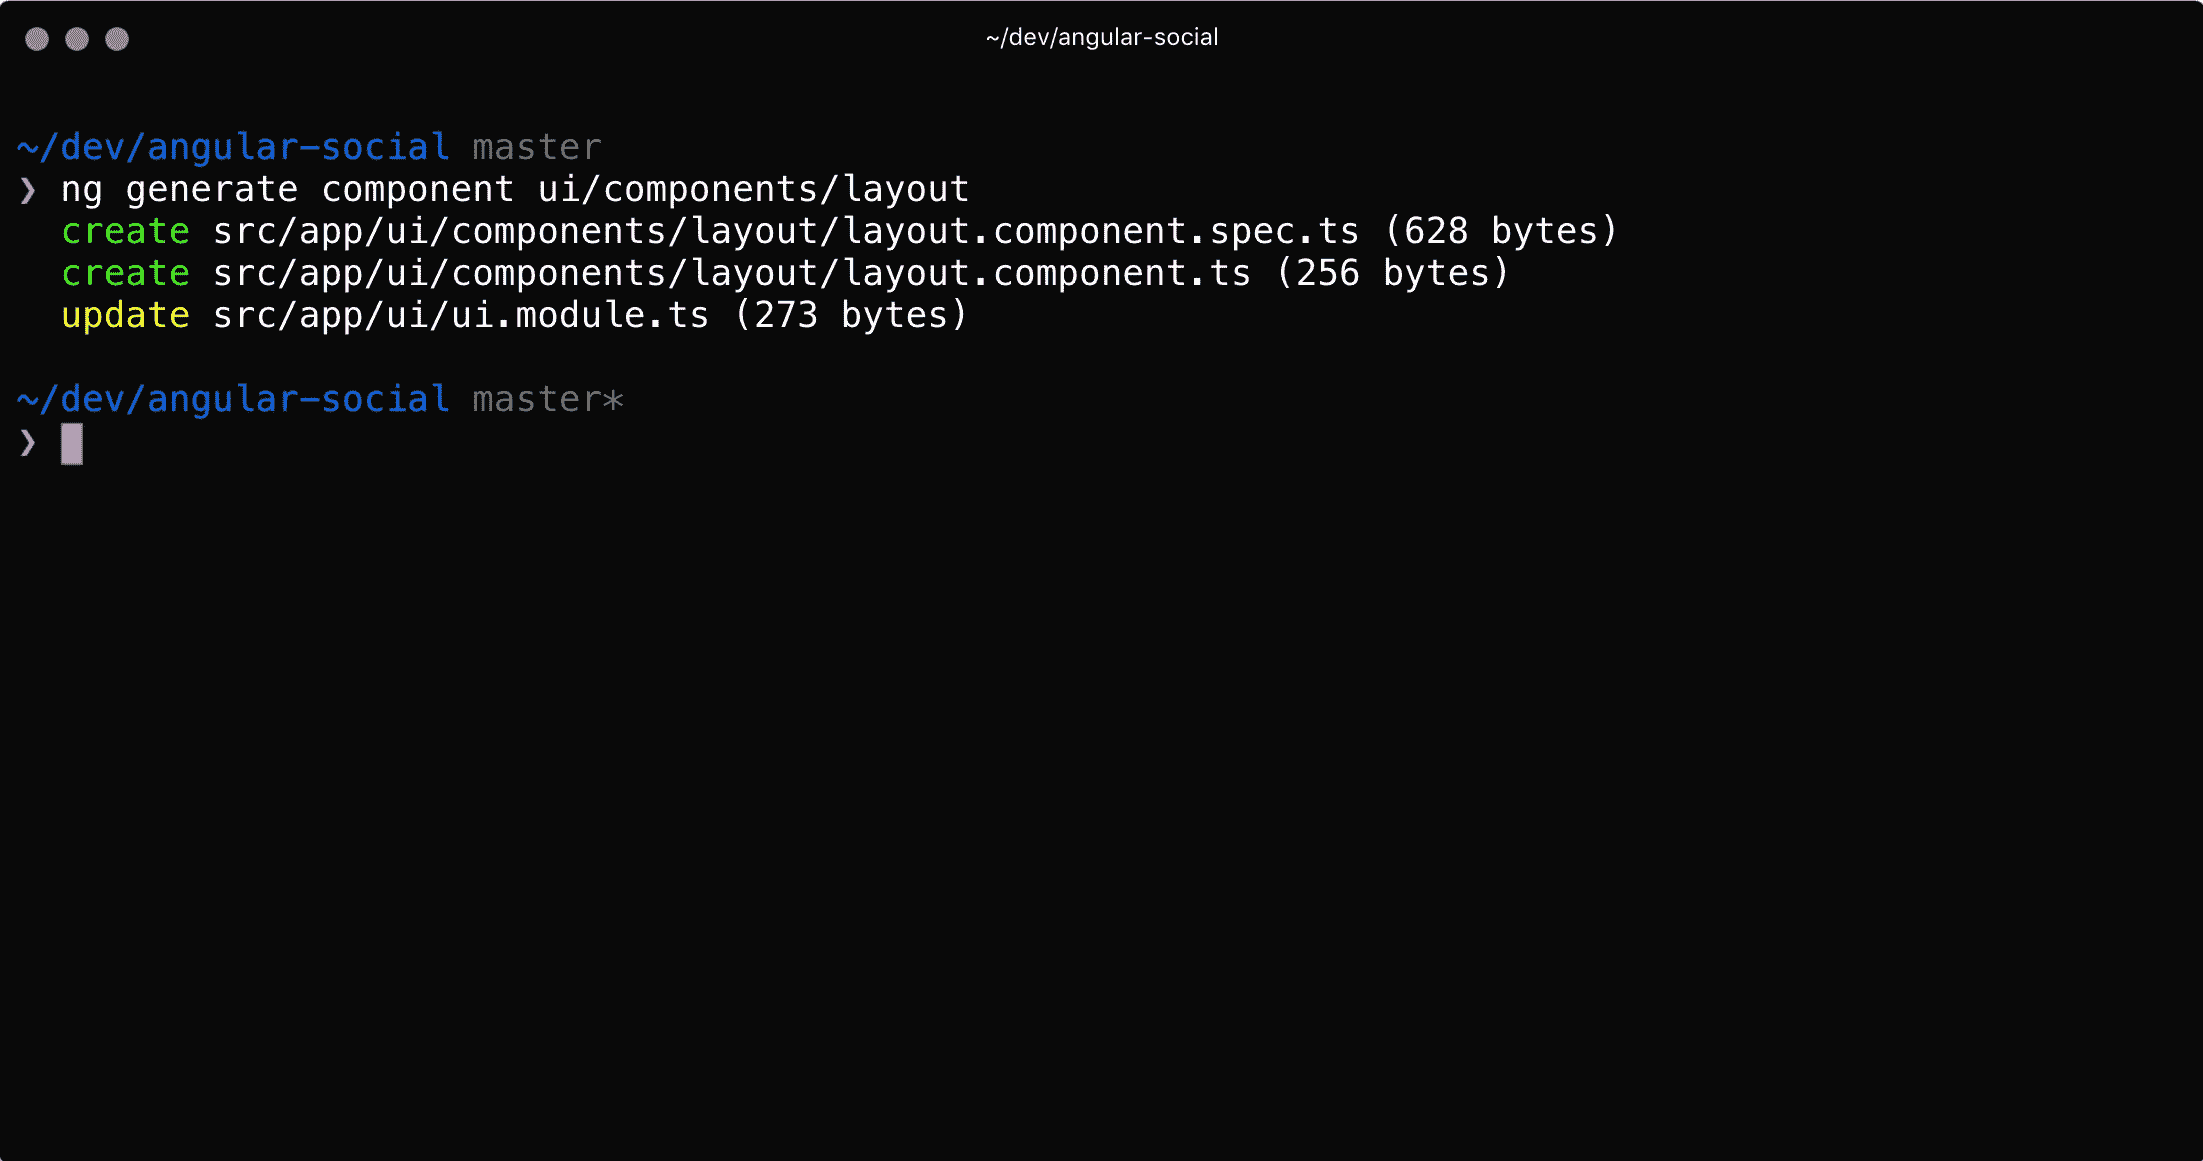 ~/dev/angular-social
~/dev/angular-social master
❯ ng generate component ui/components/layout
create src/app/ui/components/layout/layout.component.spec.ts (628 bytes)
create src/app/ui/components/layout/layout.component.ts (256 bytes)
update src/app/ui/ui.module.ts (273 bytes)
~/dev/angular-social master*
❯